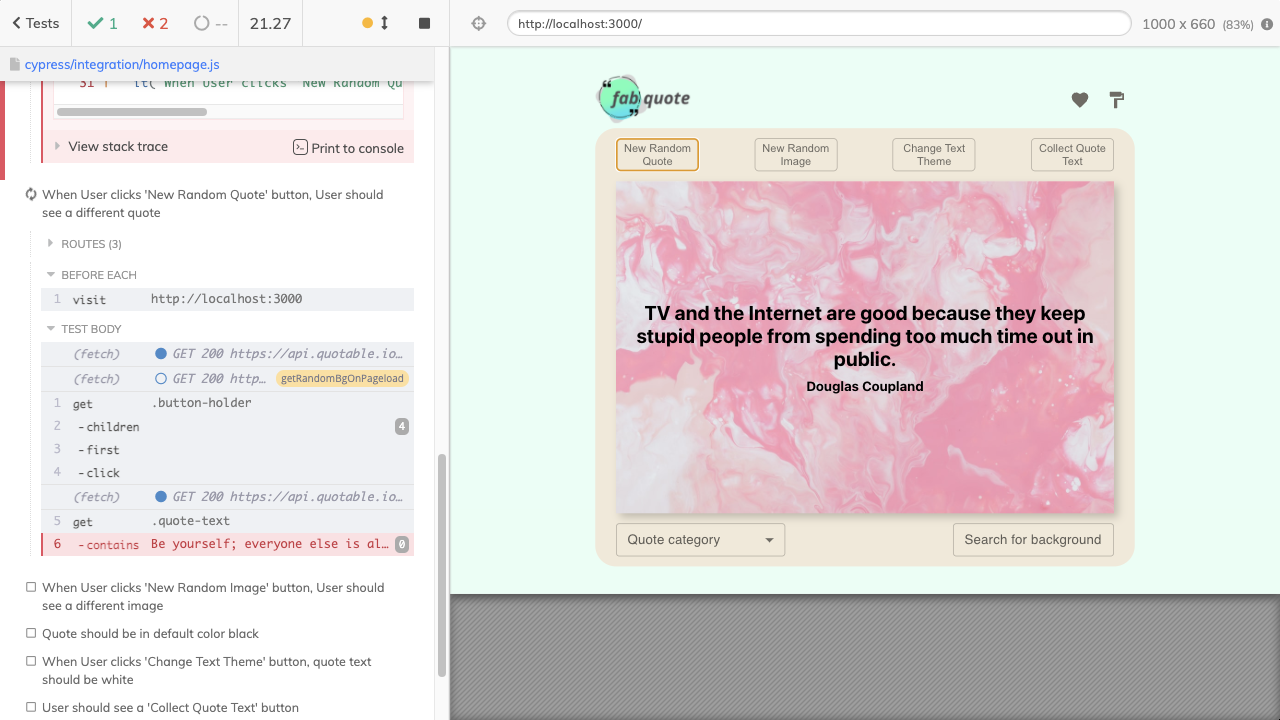 Tests
1
2
--
21.27
http://localhost:3000/
1000 x 660 (83%)
cypress/integration/homepage.js
31 | it('When User clicks 'New Random Qu
View stack trace
Print to console
When User clicks 'New Random Quote' button, User should
see a different quote
ROUTES (3)
BEFORE EACH
1 visit http://localhost:3000
TEST BODY
(fetch) GET 200 https://api.quotable.io…
(fetch) GET 200 http… getRandomBgOnPageload
1 get .button-holder
2 -children 4
3 -first
4 -click
(fetch) GET 200 https://api.quotable.io…
5 get .quote-text
6 -contains Be yourself; everyone else is al… 0
When User clicks 'New Random Image' button, User should
see a different image
Quote should be in default color black
When User clicks 'Change Text Theme' button, quote text
should be white
User should see a 'Collect Quote Text' button
"fab quote"
New Random
Quote
New Random
Image
Change Text
Theme
Collect Quote
Text
TV and the Internet are good because they keep
stupid people from spending too much time out in
public.
Douglas Coupland
Quote category
Search for background